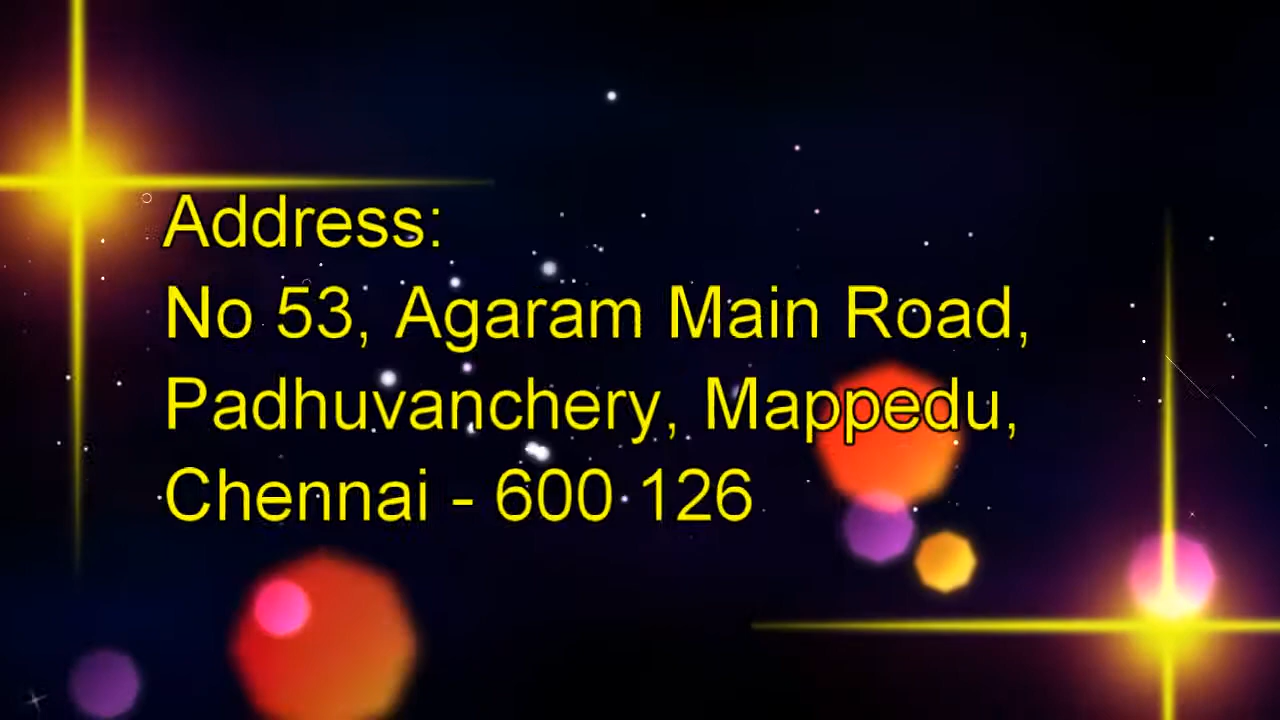 Address:
No 53, Agaram Main Road,
Padhuvanchery, Mappedu,
Chennai - 600 126